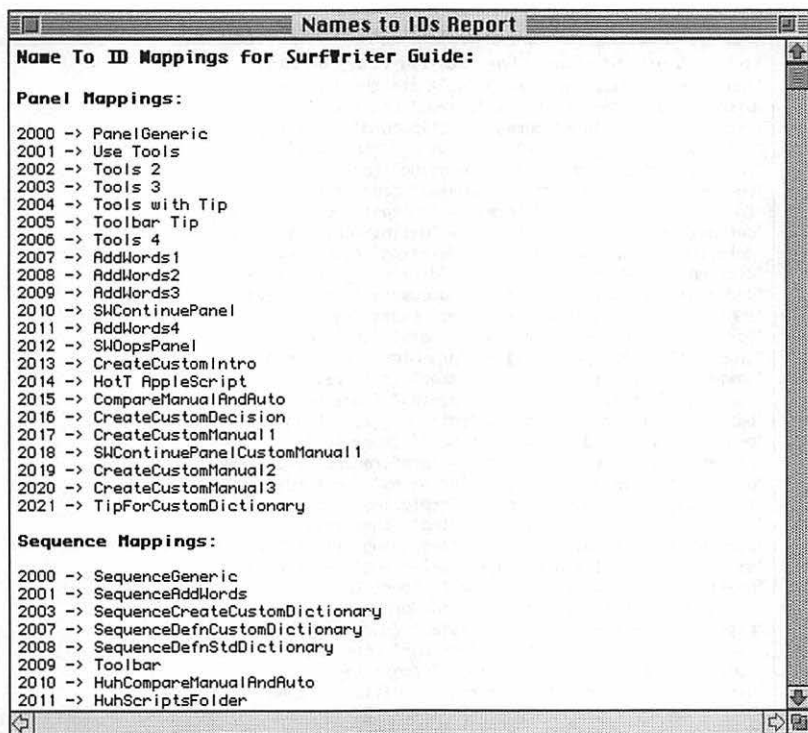 Names to IDs Report
Name To ID Mappings for SurfWriter Guide:
Panel Mappings:
2000 -> PanelGeneric
2001 -> Use Tools
2002 -> Tools 2
2003 -> Tools 3
2004 -> Tools with Tip
2005 -> Toolbar Tip
2006 -> Tools 4
2007 -> AddWords1
2008 -> AddWords2
2009 -> AddWords3
2010 -> SWContinuePanel
2011 -> AddWords4
2012 -> SWOopsPanel
2013 -> CreateCustomIntro
2014 -> HotT AppleScript
2015 -> CompareManualAndAuto
2016 -> CreateCustomDecision
2017 -> CreateCustomManual1
2018 -> SWContinuePanelCustomManual1
2019 -> CreateCustomManual2
2020 -> CreateCustomManual3
2021 -> TipForCustomDictionary
Sequence Mappings:
2000 -> SequenceGeneric
2001 -> SequenceAddWords
2003 -> SequenceCreateCustomDictionary
2007 -> SequenceDefnCustomDictionary
2008 -> SequenceDefnStdDictionary
2009 -> Toolbar
2010 -> HuhCompareManualAndAuto
2011 -> HuhScriptsFolder